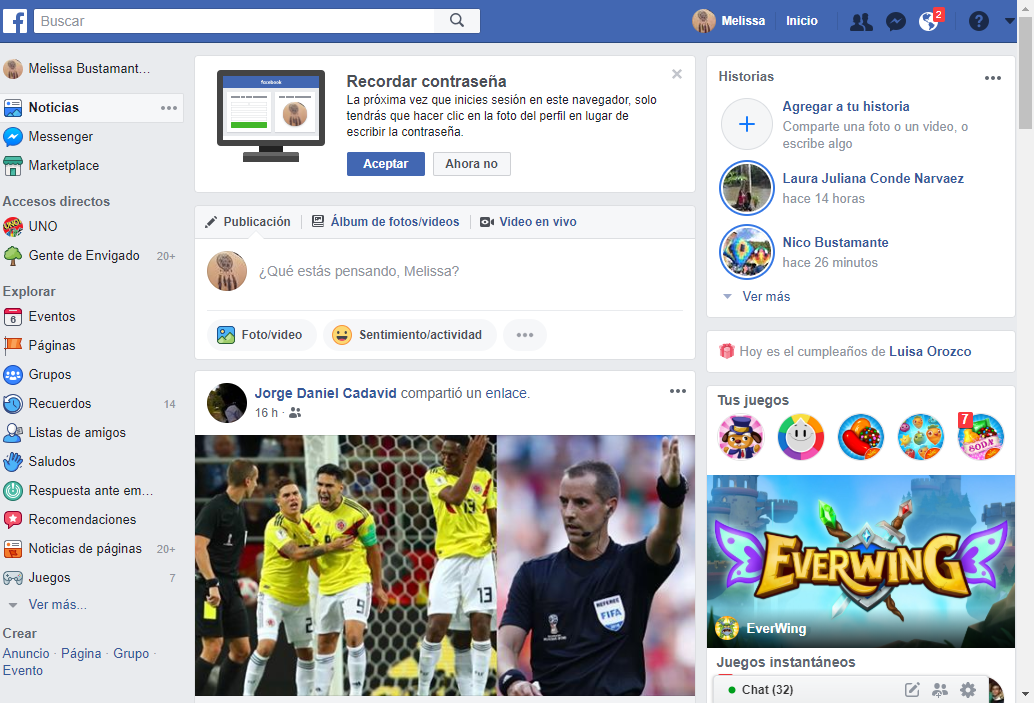 f
Buscar
Melissa
Inicio
2
?
Melissa Bustamant...
Noticias
Messenger
Marketplace
Accesos directos
UNO
Gente de Envigado 20+
Explorar
6
Eventos
Páginas
Grupos
Recuerdos 14
Listas de amigos
Saludos
Respuesta ante em...
Recomendaciones
Noticias de páginas 20+
Juegos 7
Ver más...
Crear
Anuncio · Página · Grupo ·
Evento
facebook
Recordar contraseña
La próxima vez que inicies sesión en este navegador, solo
tendrás que hacer clic en la foto del perfil en lugar de
escribir la contraseña.
Aceptar
Ahora no
Publicación
Álbum de fotos/videos
Video en vivo
¿Qué estás pensando, Melissa?
Foto/video
Sentimiento/actividad
Jorge Daniel Cadavid compartió un enlace.
16 h ·
9
13
REFEREE
FIFA
Historias
Agregar a tu historia
Comparte una foto o un video, o
escribe algo
Laura Juliana Conde Narvaez
hace 14 horas
Nico Bustamante
hace 26 minutos
Ver más
Hoy es el cumpleaños de Luisa Orozco
Tus juegos
7
SODA
EVERWING
EverWing
Juegos instantáneos
Chat (32)